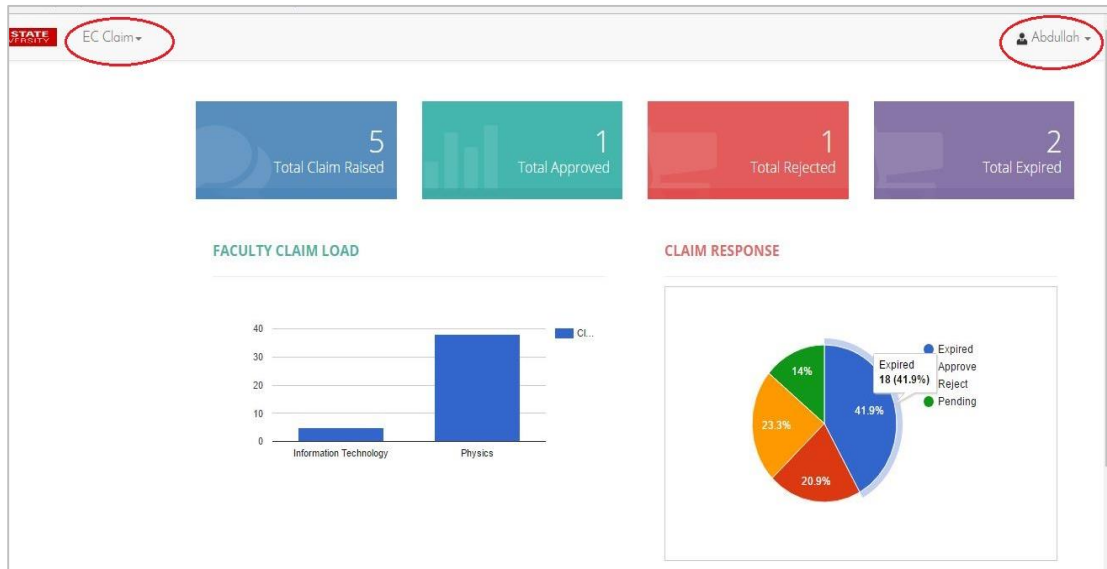 STATE
EC Claim
Abdullah
5
Total Claim Raised
1
Total Approved
1
Total Rejected
2
Total Expired
FACULTY CLAIM LOAD
40
30
20
10
0
Information Technology
Physics
Cl...
CLAIM RESPONSE
14%
41.9%
23.3%
20.9%
Expired
18 (41.9%)
Expired
Approve
Reject
Pending